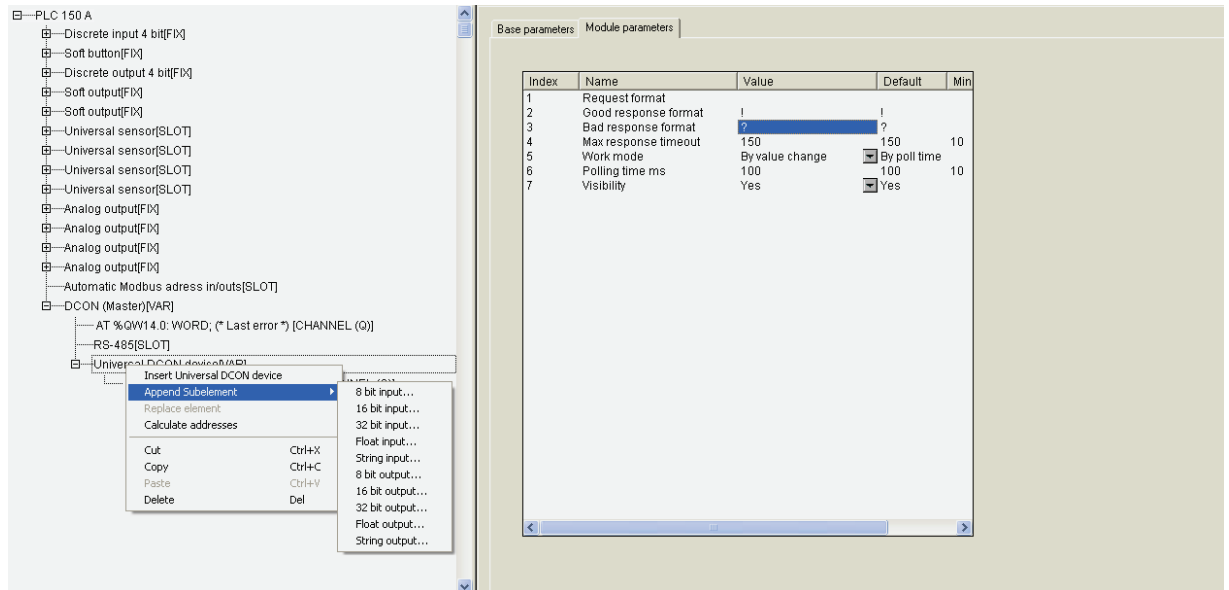 PLC 150 A
Discrete input 4 bit[FIX]
Soft button[FIX]
Discrete output 4 bit[FIX]
Soft output[FIX]
Soft output[FIX]
Universal sensor[SLOT]
Universal sensor[SLOT]
Universal sensor[SLOT]
Universal sensor[SLOT]
Analog output[FIX]
Analog output[FIX]
Analog output[FIX]
Analog output[FIX]
Automatic Modbus adress in/outs[SLOT]
DCON (Master)[VAR]
AT %QW14.0: WORD; (* Last error *) [CHANNEL (Q)]
RS-485[SLOT]
Universal DCON device[VAR]
Insert Universal DCON device
Append Subelement
Replace element
Calculate addresses
Cut Ctrl+X
Copy Ctrl+C
Paste Ctrl+V
Delete Del
8 bit input...
16 bit input...
32 bit input...
Float input...
String input...
8 bit output...
16 bit output...
32 bit output...
Float output...
String output...
Base parameters Module parameters
Index Name Value Default Min
1 Request format
2 Good response format ! !
3 Bad response format ? ?
4 Max response timeout 150 150 10
5 Work mode By value change By poll time
6 Polling time ms 100 100 10
7 Visibility Yes Yes